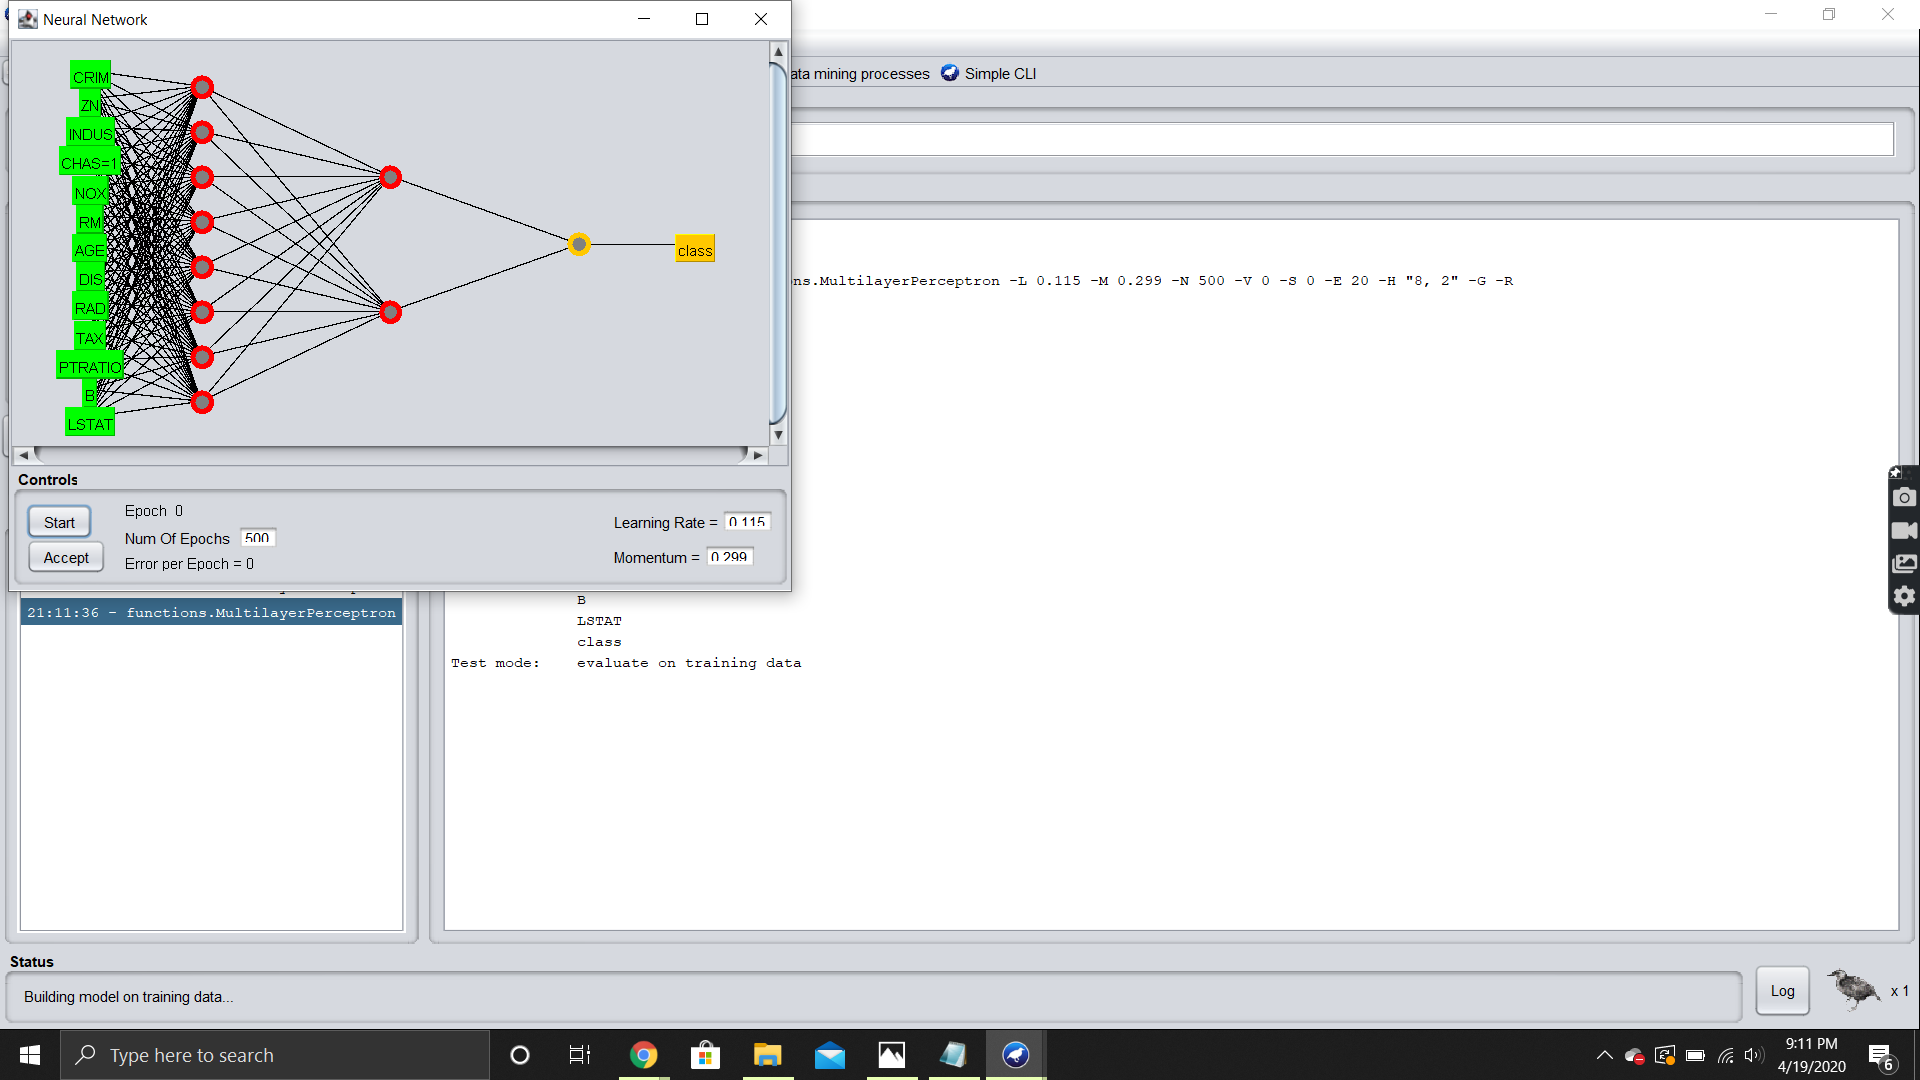 Neural Network
ata mining processes
Simple CLI
CRIM
ZN
INDUS
CHAS=1
NOX
RM
AGE
DIS
RAD
TAX
PTRATIO
B
LSTAT
class
ns.MultilayerPerceptron -L 0.115 -M 0.299 -N 500 -V 0 -S 0 -E 20 -H "8, 2" -G -R
Controls
Start
Accept
Epoch 0
Num Of Epochs 500
Error per Epoch = 0
Learning Rate = 0.115
Momentum = 0.299
21:11:36 - functions.MultilayerPerceptron
B
LSTAT
class
Test mode: evaluate on training data
Status
Building model on training data...
Log
x 1
Type here to search
9:11 PM
4/19/2020
6